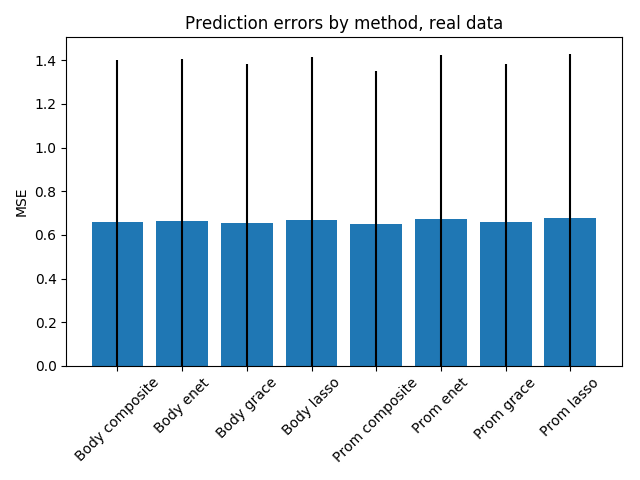 Prediction errors by method, real data
MSE
1.4
1.2
1.0
0.8
0.6
0.4
0.2
0.0
Body composite
Body enet
Body grace
Body lasso
Prom composite
Prom enet
Prom grace
Prom lasso